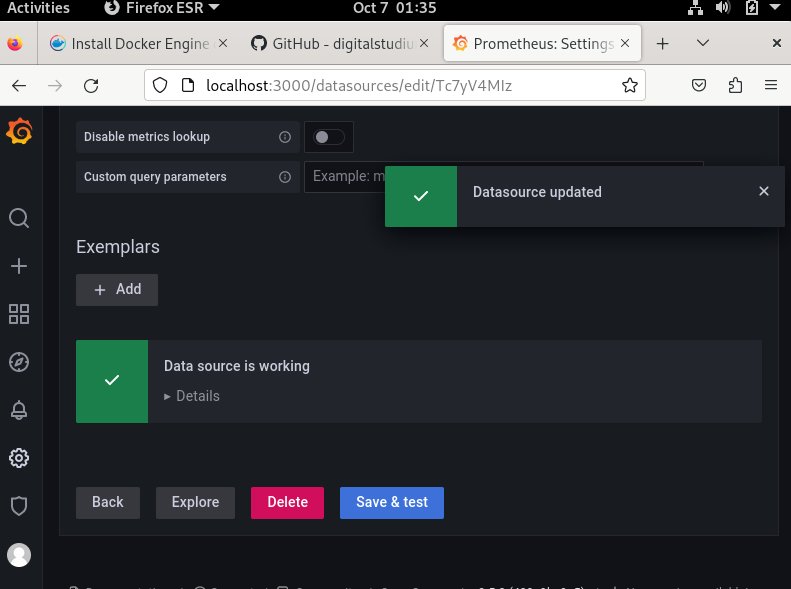 Activities Firefox ESR Oct 7 01:35
Install Docker Engine GitHub - digitalstudiu Prometheus: Settings
localhost:3000/datasources/edit/Tc7yV4MIz
Disable metrics lookup
Custom query parameters Example: m
Datasource updated
Exemplars
Add
Data source is working
Details
Back Explore Delete Save & test